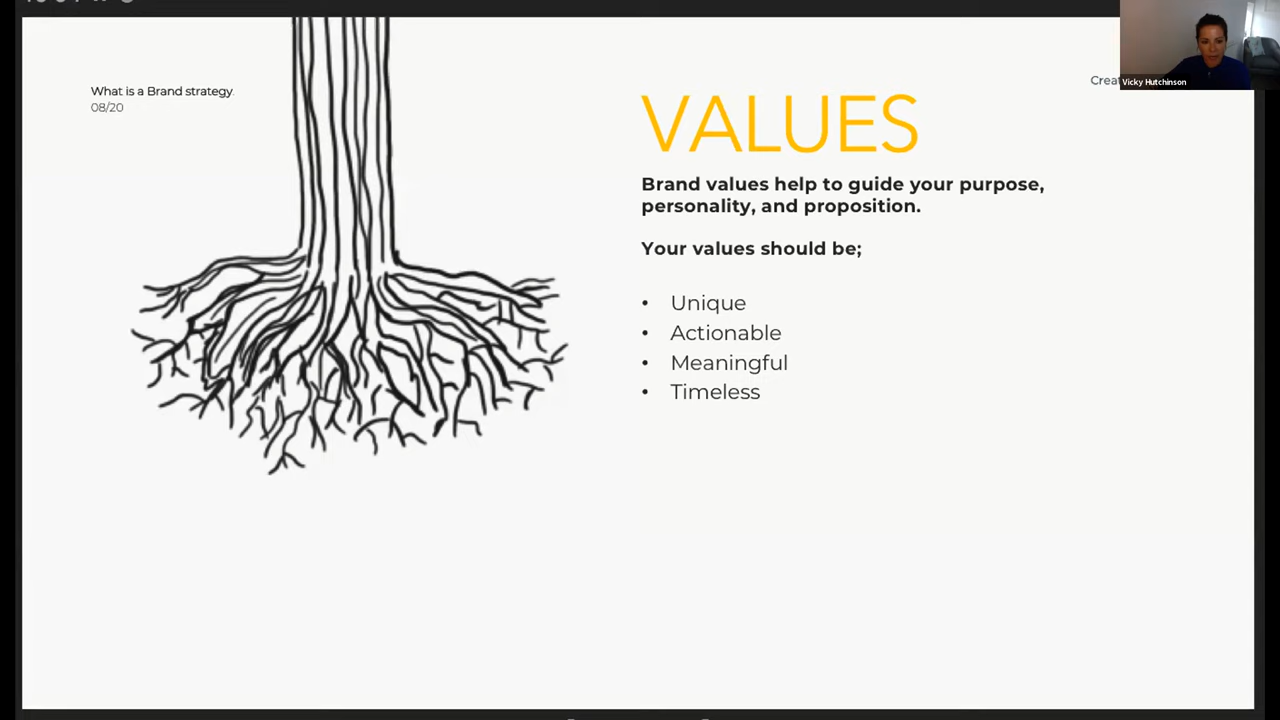 What is a Brand strategy.
08/20
VALUES
Brand values help to guide your purpose,
personality, and proposition.
Your values should be;
• Unique
• Actionable
• Meaningful
• Timeless
Vicky Hutchinson